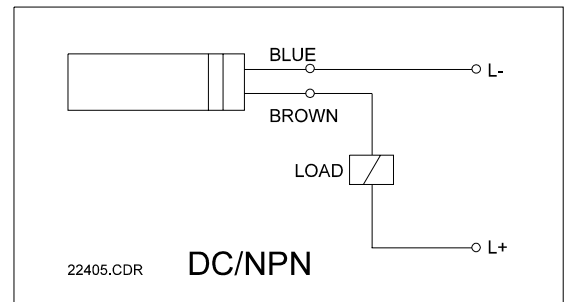 BLUE
L-
BROWN
LOAD
L+
22405.CDR
DC/NPN